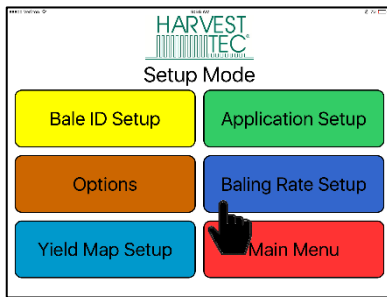 HARVEST
TEC
Setup Mode
Bale ID Setup
Application Setup
Options
Baling Rate Setup
Yield Map Setup
Main Menu